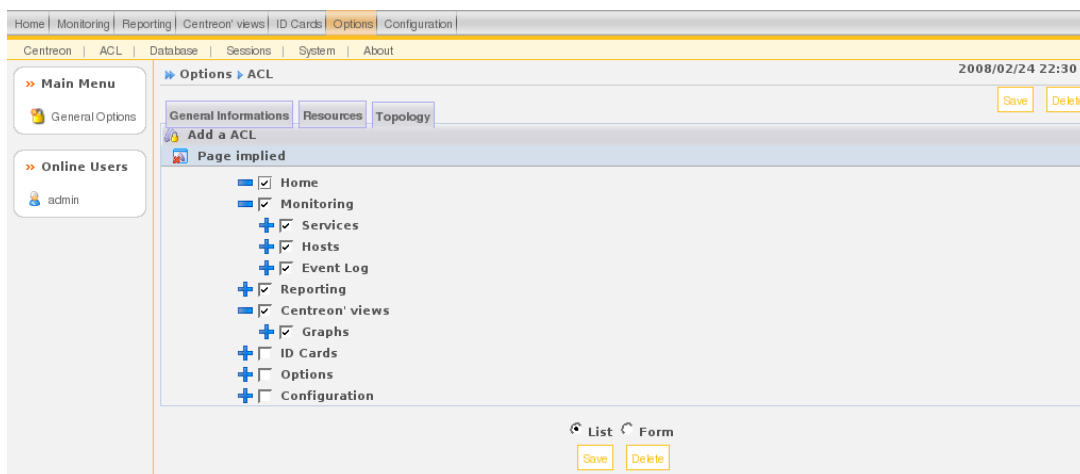 Home Monitoring Reporting Centreon' views ID Cards Options Configuration
Centreon | ACL | Database | Sessions | System | About
» Main Menu
General Options
» Online Users
admin
Options ACL
2008/02/24 22:30
Save Delete
General Informations Resources Topology
Add a ACL
Page implied
Home
Monitoring
Services
Hosts
Event Log
Reporting
Centreon' views
Graphs
ID Cards
Options
Configuration
List Form
Save Delete